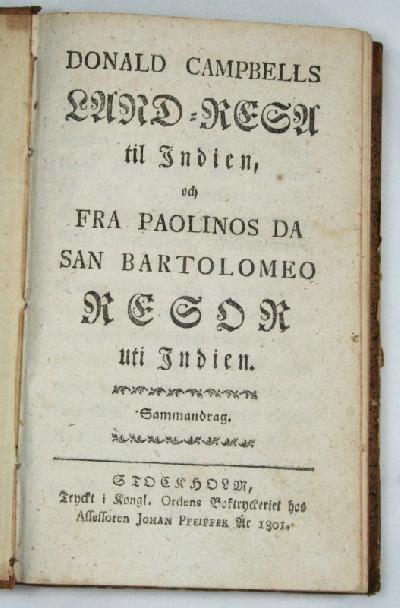 DONALD CAMPBELLS
LAND-RESA
til Indien,
och
FRA PAOLINOS DA
SAN BARTOLOMEO
RESOR
uti Indien.
Sammandrag.
STOCKHOLM,
Tryckt i Kongl. Ordens Boktryckeriet hos
Assessoren JOHAN PFEIFFER År 1801.